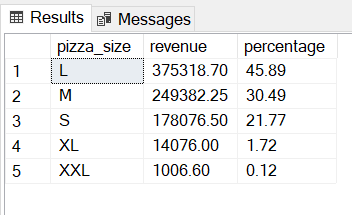 Results Messages
pizza_size revenue percentage
1 L 375318.70 45.89
2 M 249382.25 30.49
3 S 178076.50 21.77
4 XL 14076.00 1.72
5 XXL 1006.60 0.12